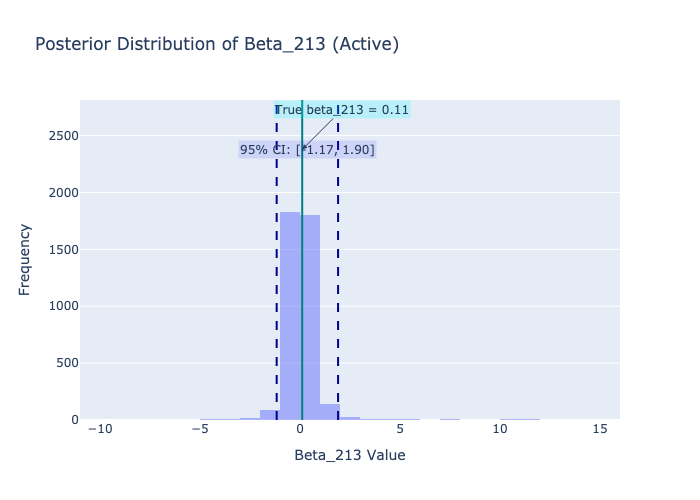 Posterior Distribution of Beta_213 (Active)
True beta_213 = 0.11
95% CI: [-1.17, 1.90]
2500
2000
1500
1000
500
0
Frequency
−10
−5
0
5
10
15
Beta_213 Value